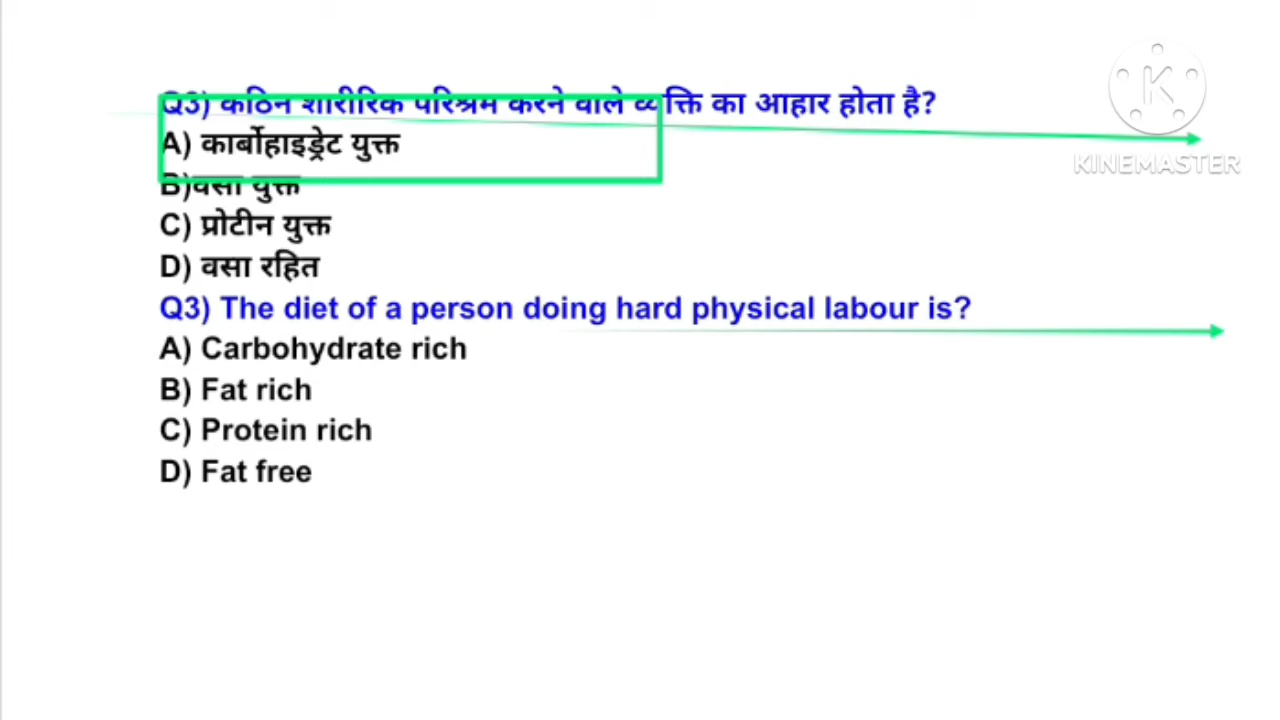 Q3) कठिन शारीरिक परिश्रम करने वाले व्यक्ति का आहार होता है?
A) कार्बोहाइड्रेट युक्त
B)वसा युक्त
C) प्रोटीन युक्त
D) वसा रहित
Q3) The diet of a person doing hard physical labour is?
A) Carbohydrate rich
B) Fat rich
C) Protein rich
D) Fat free
K
KINEMASTER